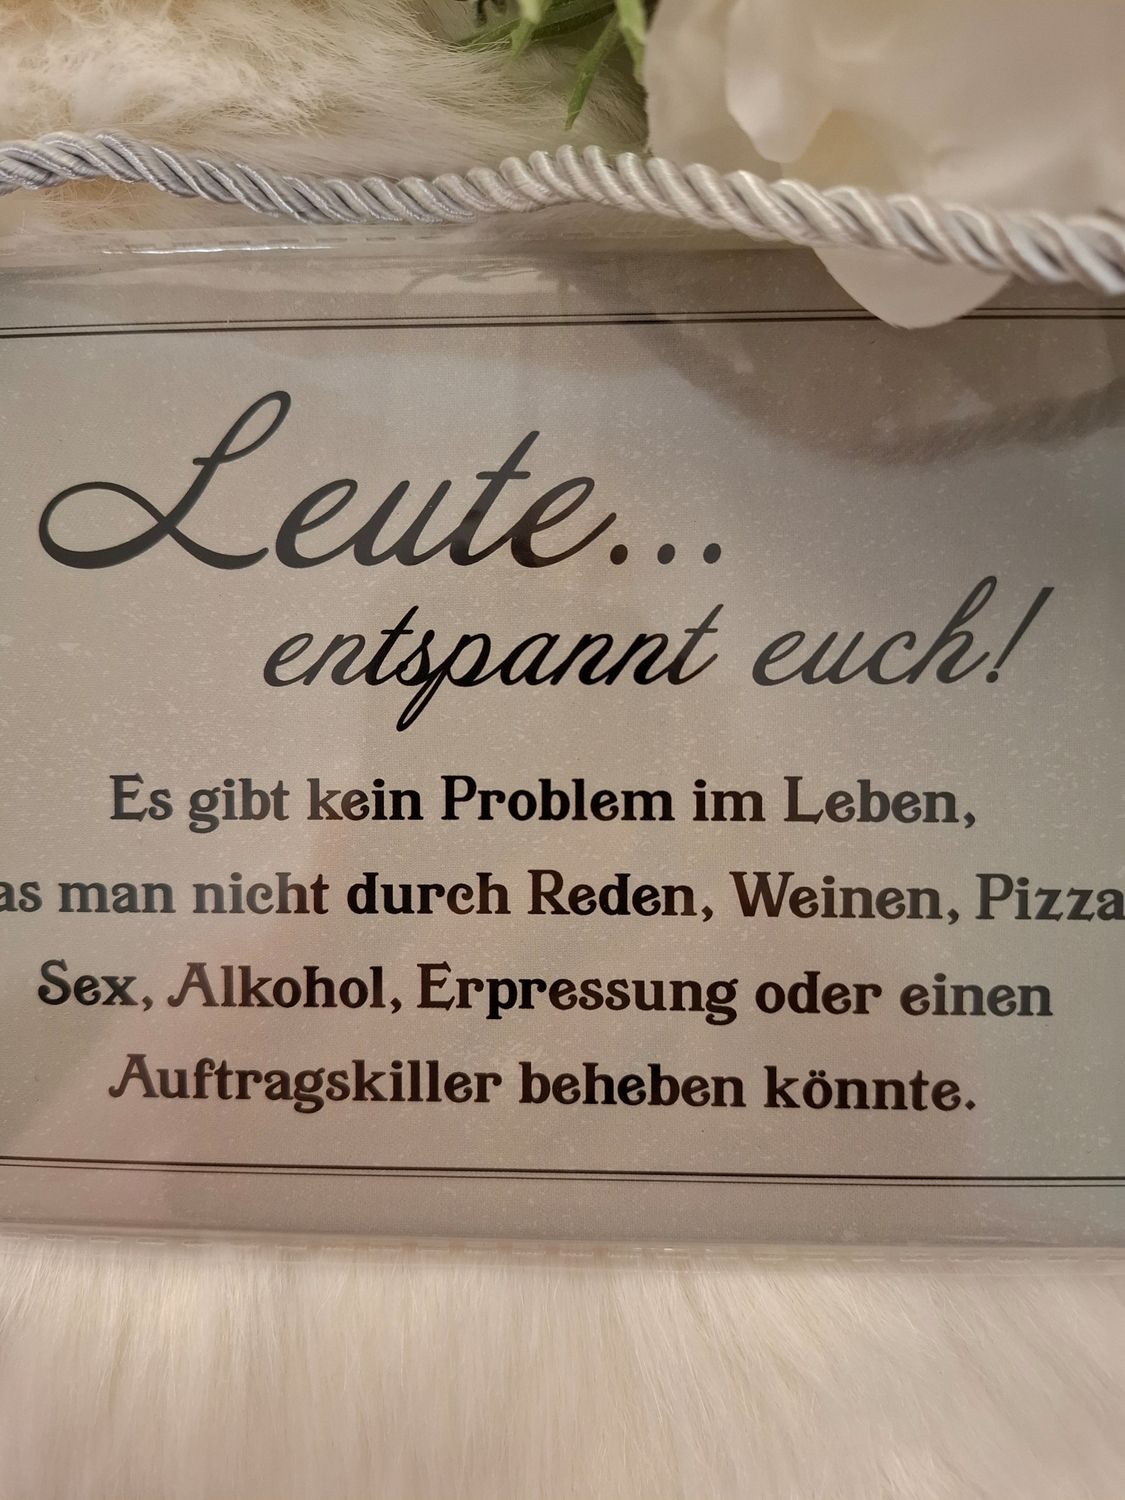 Leute...
entspannt euch!
Es gibt kein Problem im Leben,
as man nicht durch Reden, Weinen, Pizza
Sex, Alkohol, Erpressung oder einen
Auftragskiller beheben könnte.